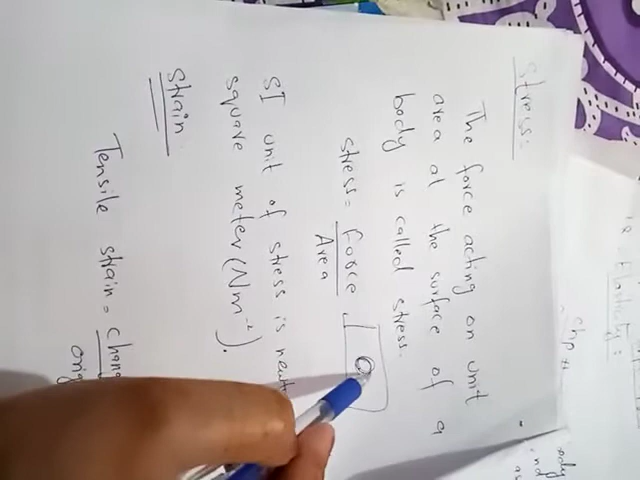 Stress:
The force acting on unit
area at the surface of a
body is called stress.
Stress = Force
Area
SI unit of stress is
square meter (Nm⁻²).
Strain
Tensile strain =